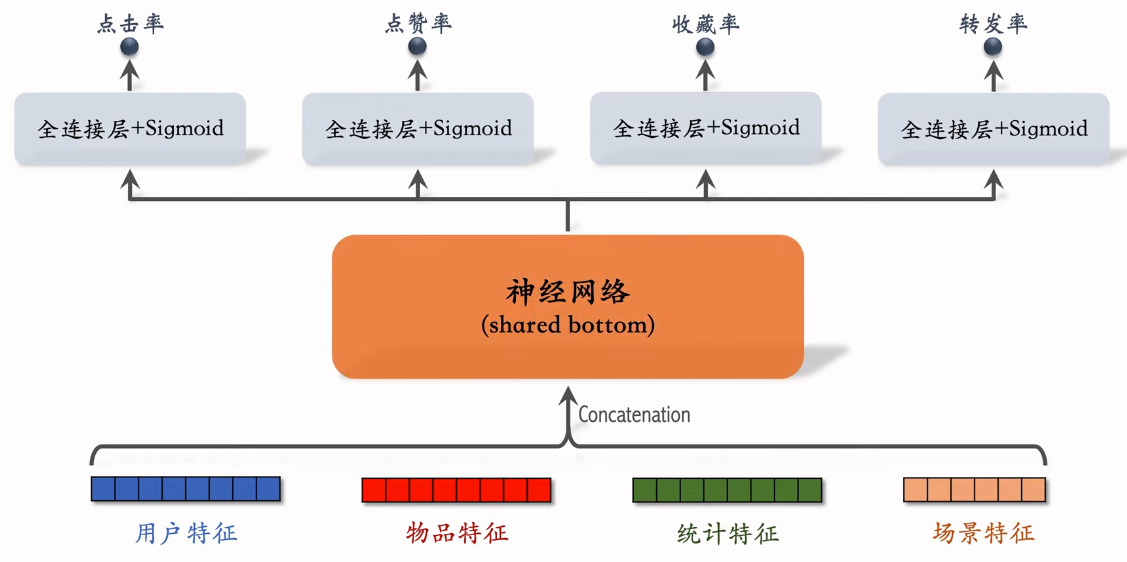 点击率
点赞率
收藏率
转发率
全连接层+Sigmoid
全连接层+Sigmoid
全连接层+Sigmoid
全连接层+Sigmoid
神经网络
(shared bottom)
Concatenation
用户特征
物品特征
统计特征
场景特征